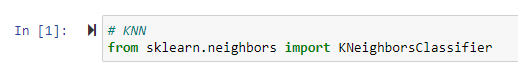 In [1]:
# KNN
from sklearn.neighbors import KNeighborsClassifier